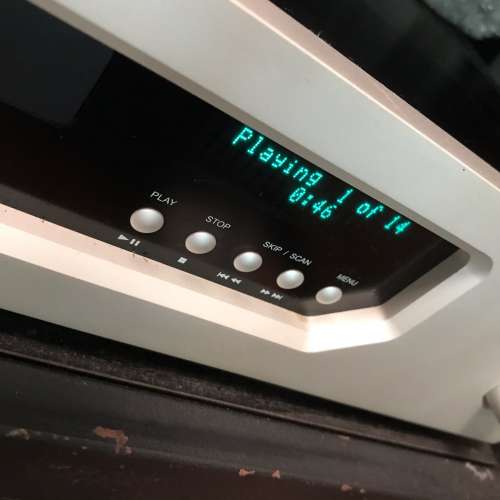 Playing 1 of 14
0:46
PLAY
STOP
SKIP / SCAN
MENU